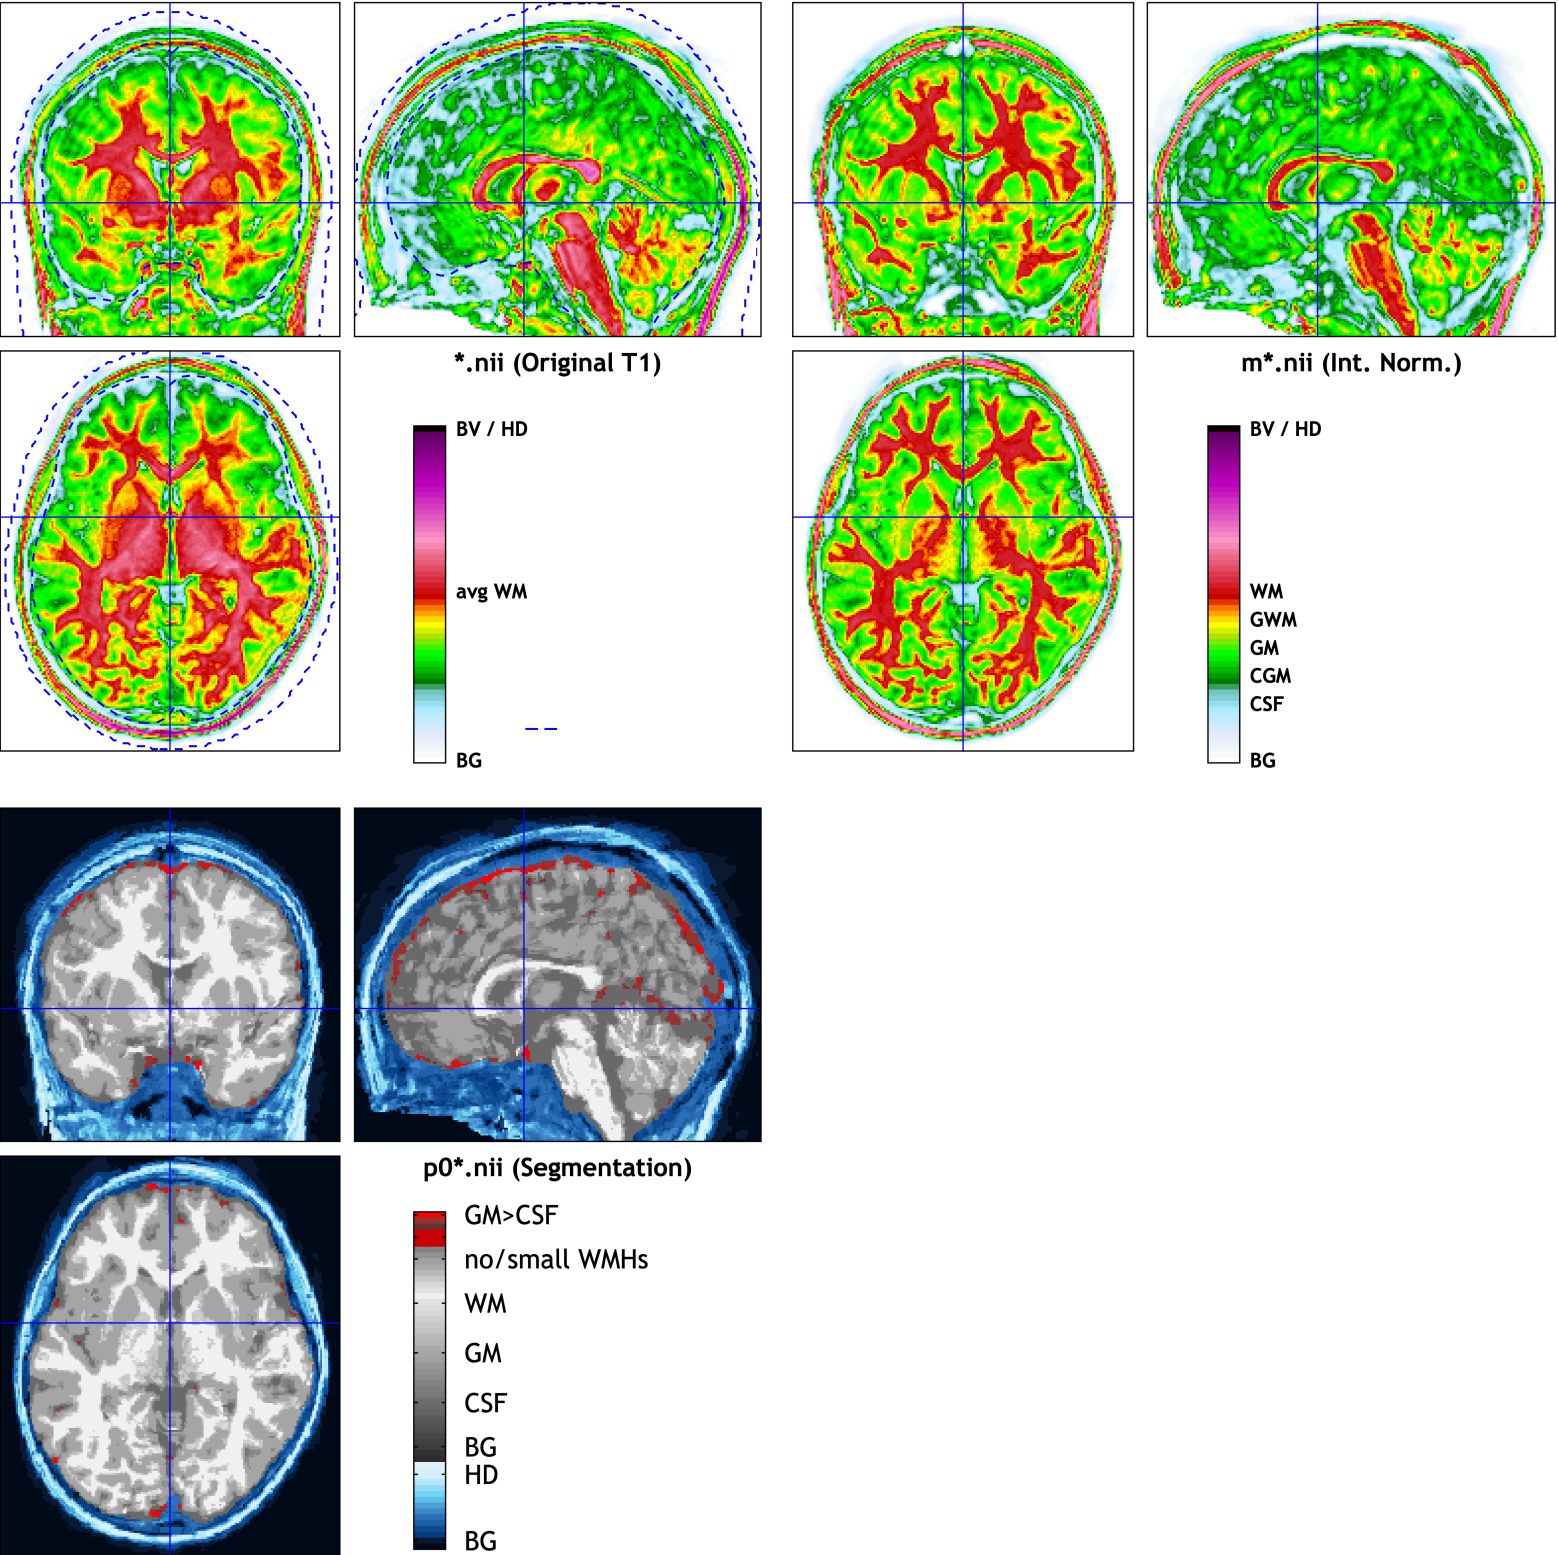 *.nii (Original T1)
BV / HD
avg WM
BG
m*.nii (Int. Norm.)
BV / HD
WM
GWM
GM
CGM
CSF
BG
p0*.nii (Segmentation)
GM>CSF
no/small WMHs
WM
GM
CSF
BG
HD
BG